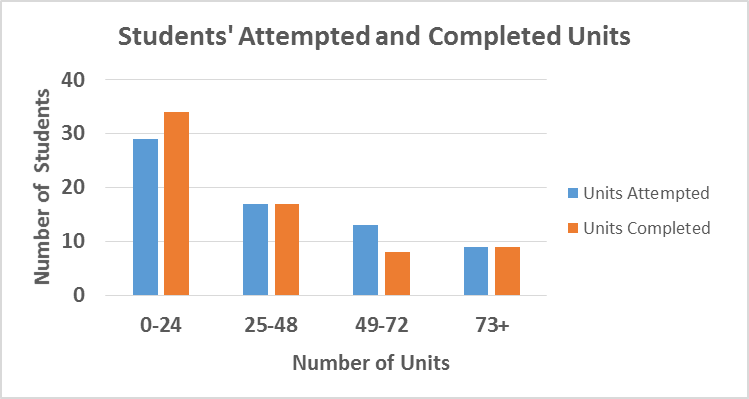 Students' Attempted and Completed Units
Number of Students
40
30
20
10
0
0-24 25-48 49-72 73+
Number of Units
Units Attempted
Units Completed